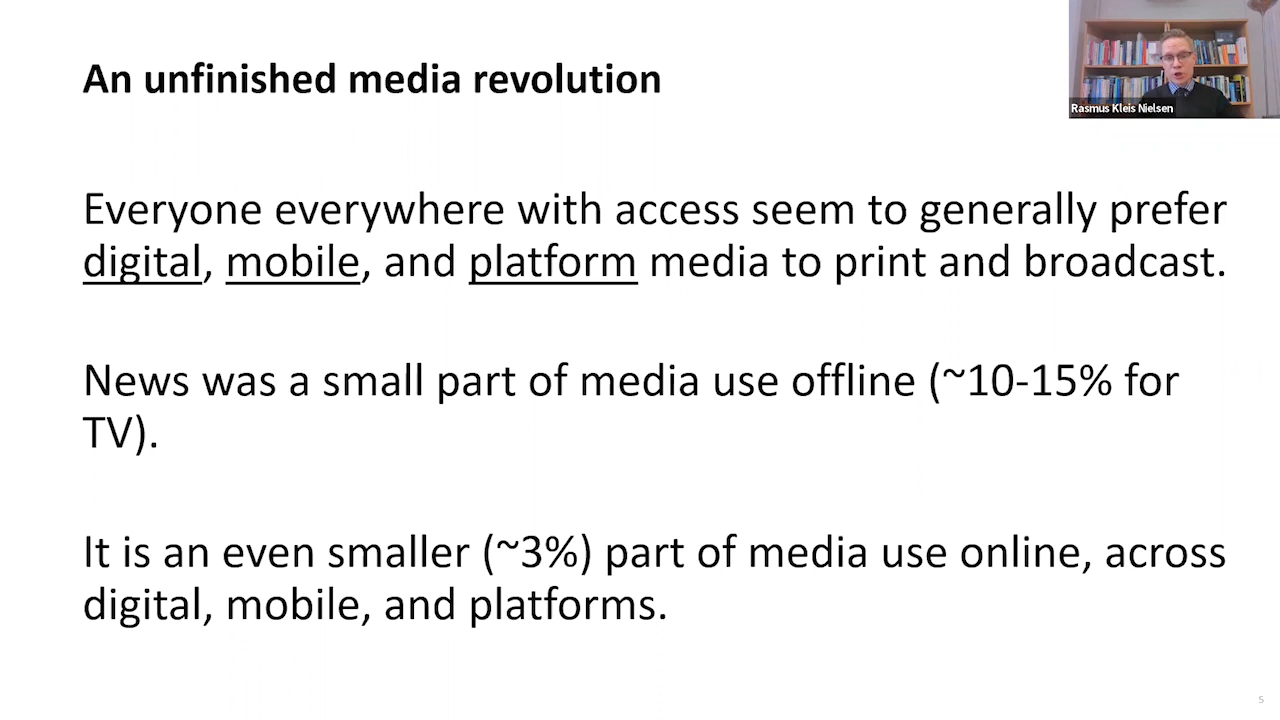 An unfinished media revolution
Rasmus Kleis Nielsen
Everyone everywhere with access seem to generally prefer
digital, mobile, and platform media to print and broadcast.
News was a small part of media use offline (~10-15% for
TV).
It is an even smaller (~3%) part of media use online, across
digital, mobile, and platforms.
5